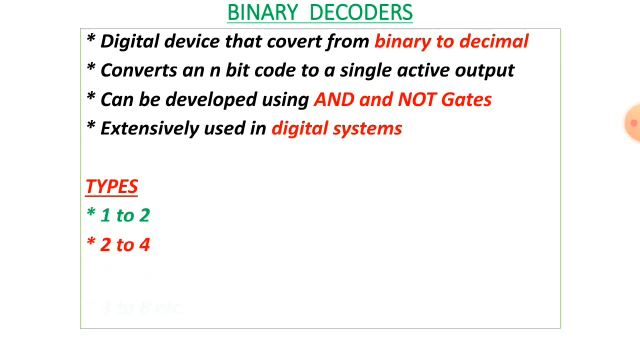 BINARY DECODERS
* Digital device that covert from binary to decimal
* Converts an n bit code to a single active output
* Can be developed using AND and NOT Gates
* Extensively used in digital systems
TYPES
* 1 to 2
* 2 to 4